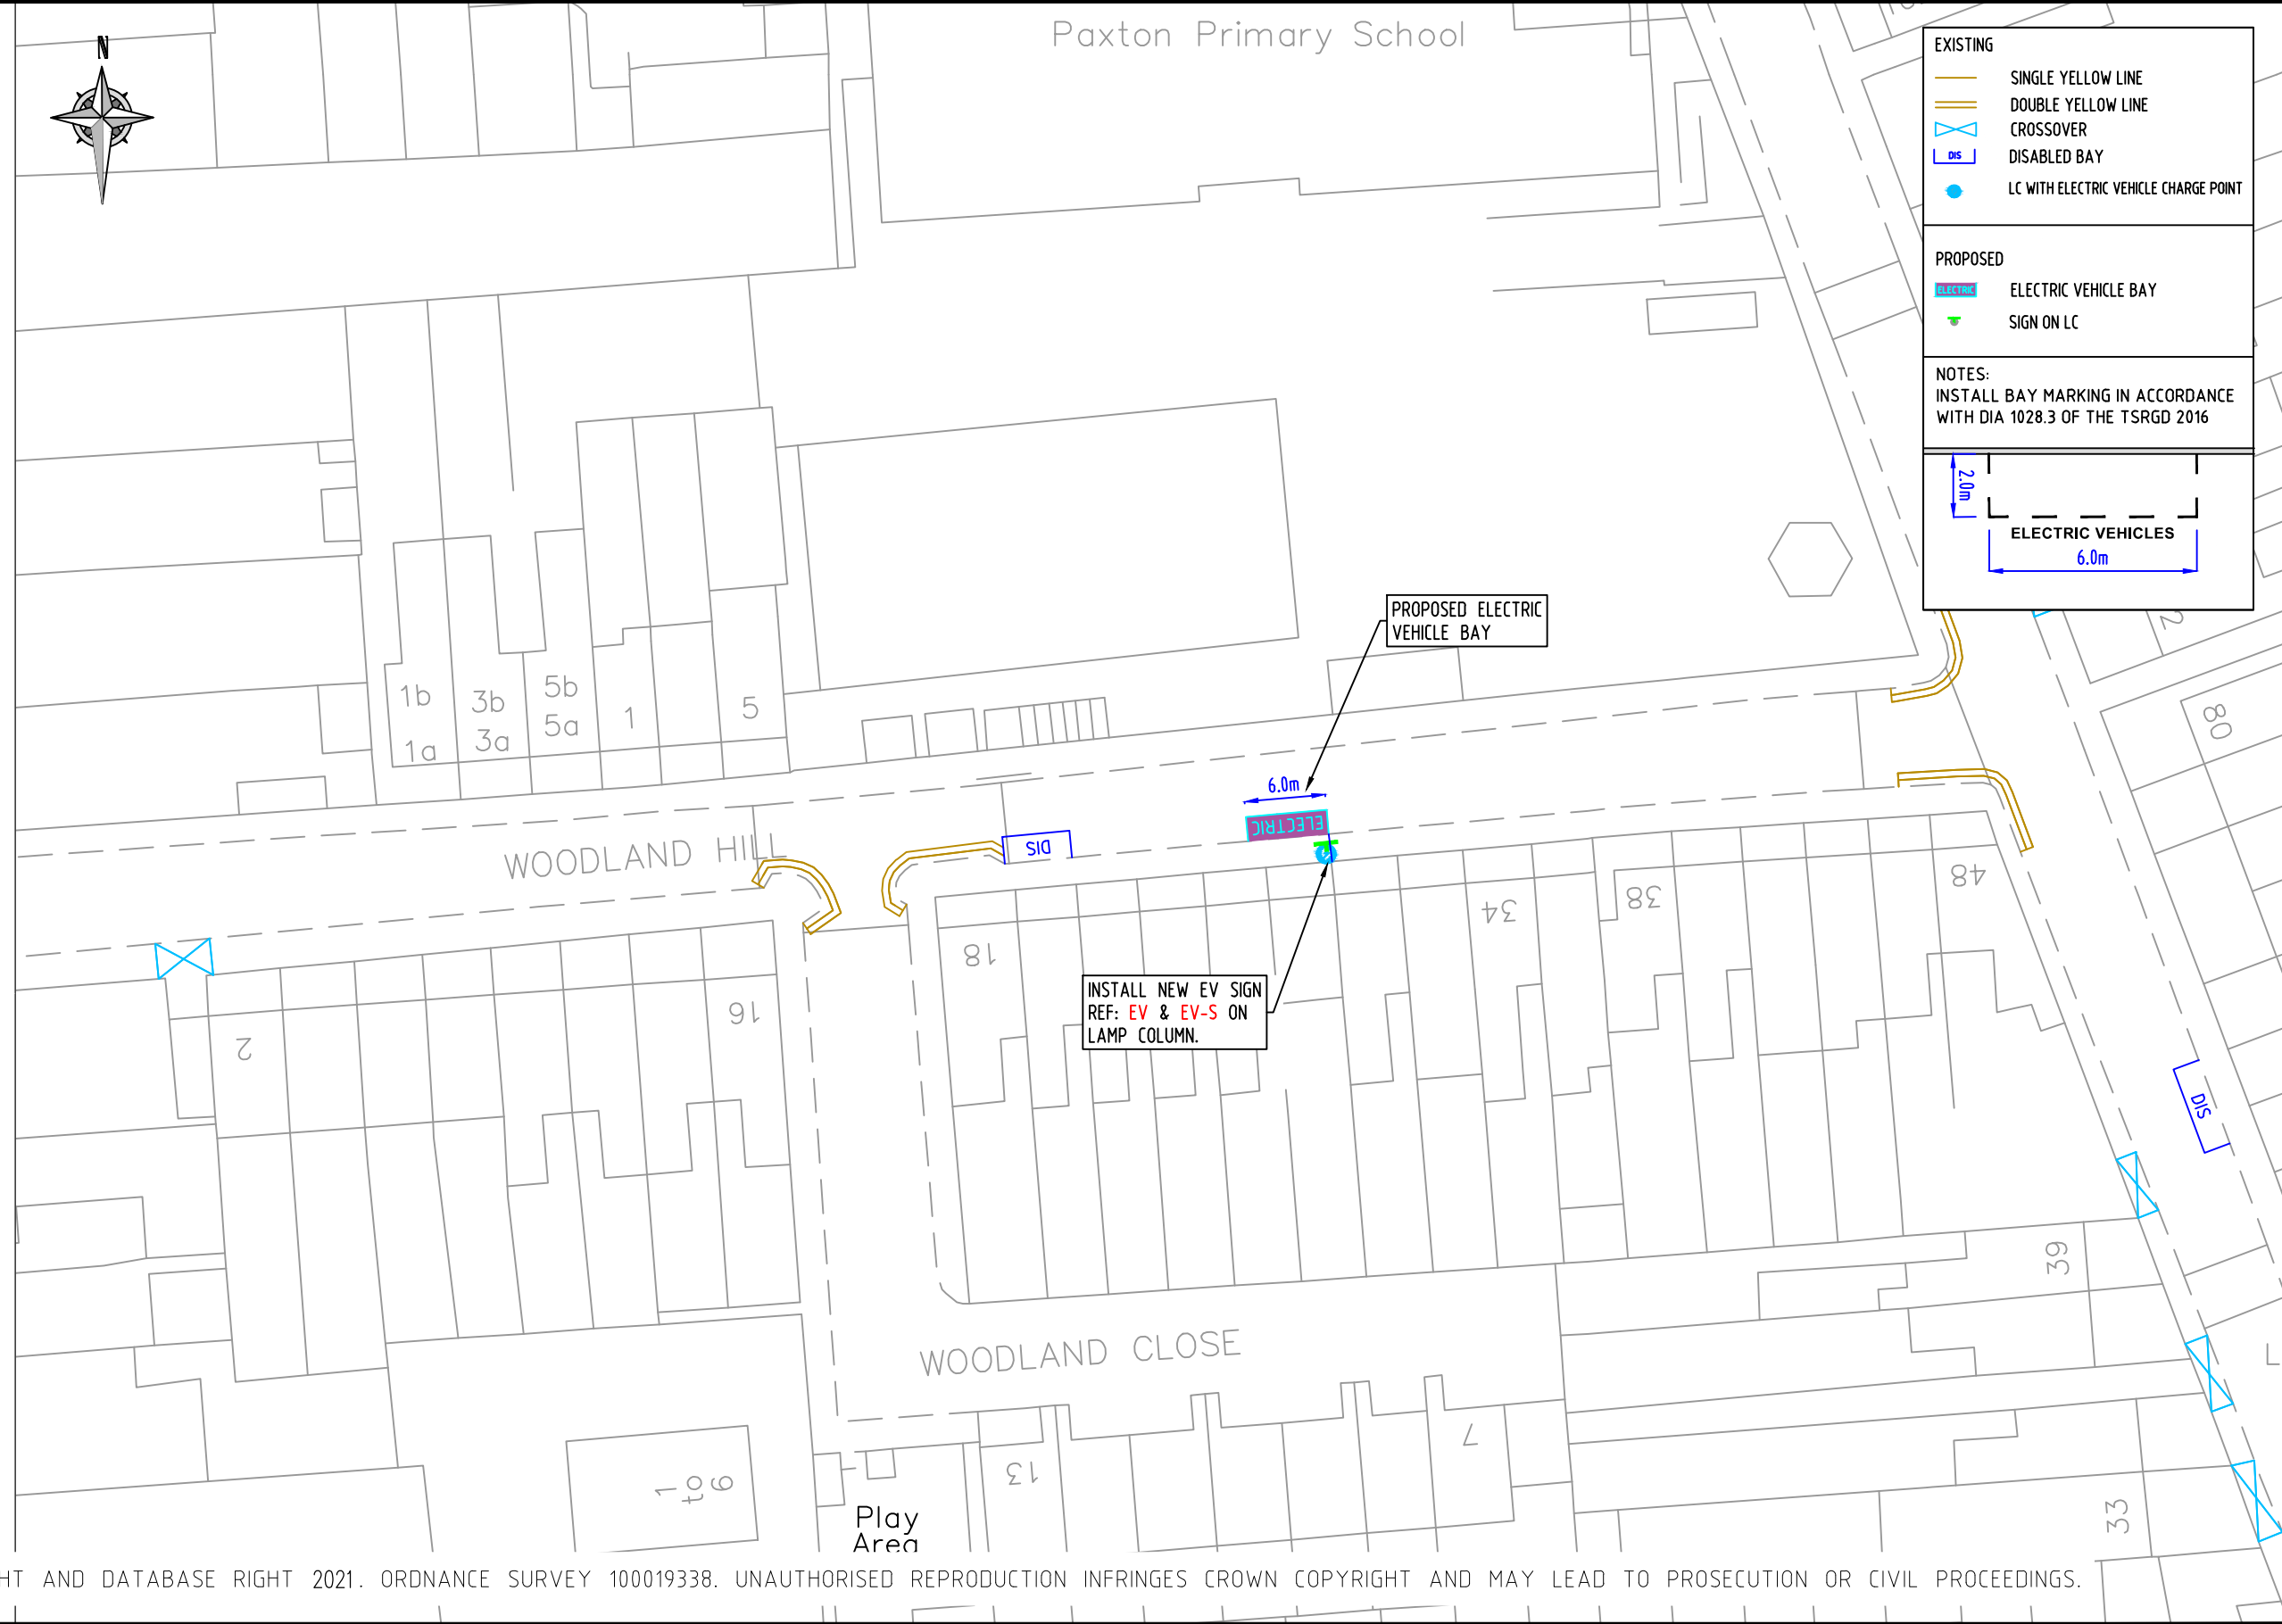 Paxton Primary School
N
EXISTING
SINGLE YELLOW LINE
DOUBLE YELLOW LINE
CROSSOVER
DIS
DISABLED BAY
LC WITH ELECTRIC VEHICLE CHARGE POINT
PROPOSED
ELECTRIC
ELECTRIC VEHICLE BAY
SIGN ON LC
NOTES:
INSTALL BAY MARKING IN ACCORDANCE
WITH DIA 1028.3 OF THE TSRGD 2016
2.0m
ELECTRIC VEHICLES
6.0m
PROPOSED ELECTRIC
VEHICLE BAY
1b
3b
5b
1a
3a
5a
1
5
80
6.0m
ELECTRIC
DIS
WOODLAND HILL
18
34
38
48
2
16
INSTALL NEW EV SIGN
REF: EV & EV-S ON
LAMP COLUMN.
DIS
39
WOODLAND CLOSE
1
to
9
13
7
33
Play
Area
HT AND DATABASE RIGHT 2021. ORDNANCE SURVEY 100019338. UNAUTHORISED REPRODUCTION INFRINGES CROWN COPYRIGHT AND MAY LEAD TO PROSECUTION OR CIVIL PROCEEDINGS.